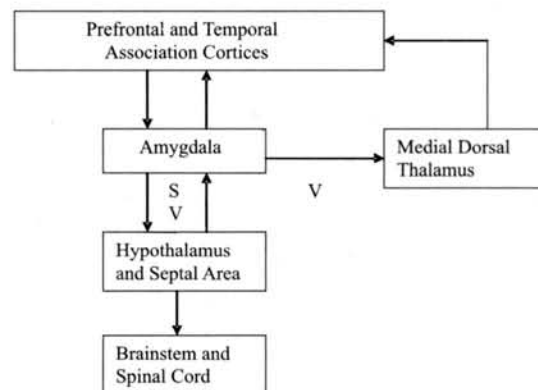 Prefrontal and Temporal
Association Cortices
Amygdala
Medial Dorsal
Thalamus
S
V
V
Hypothalamus
and Septal Area
Brainstem and
Spinal Cord